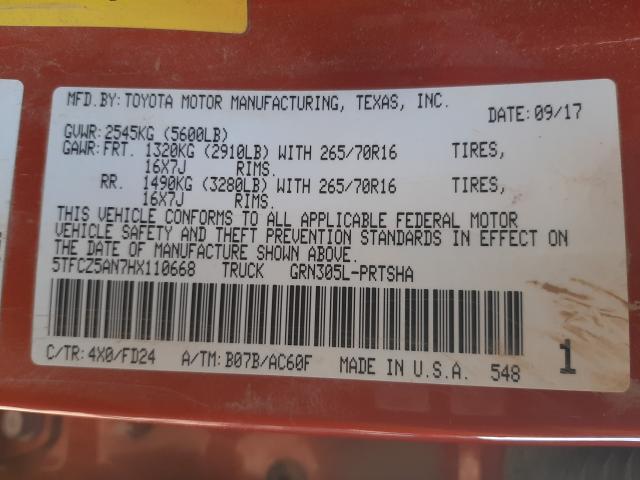 MFD.BY: TOYOTA MOTOR MANUFACTURING, TEXAS, INC.
DATE: 09/17
GVWR: 2545KG (5600LB)
GAWR: FRT. 1320KG (2910LB) WITH 265/70R16 TIRES,
16X7J RIMS.
RR. 1490KG (3280LB) WITH 265/70R16 TIRES,
16X7J RIMS.
THIS VEHICLE CONFORMS TO ALL APPLICABLE FEDERAL MOTOR
VEHICLE SAFETY AND THEFT PREVENTION STANDARDS IN EFFECT ON
THE DATE OF MANUFACTURE SHOWN ABOVE.
5TFCZ5AN7HX110668 TRUCK GRN305L-PRTSHA
C/TR: 4X0/FD24 A/TM: B07B/AC60F MADE IN U.S.A. 548 1